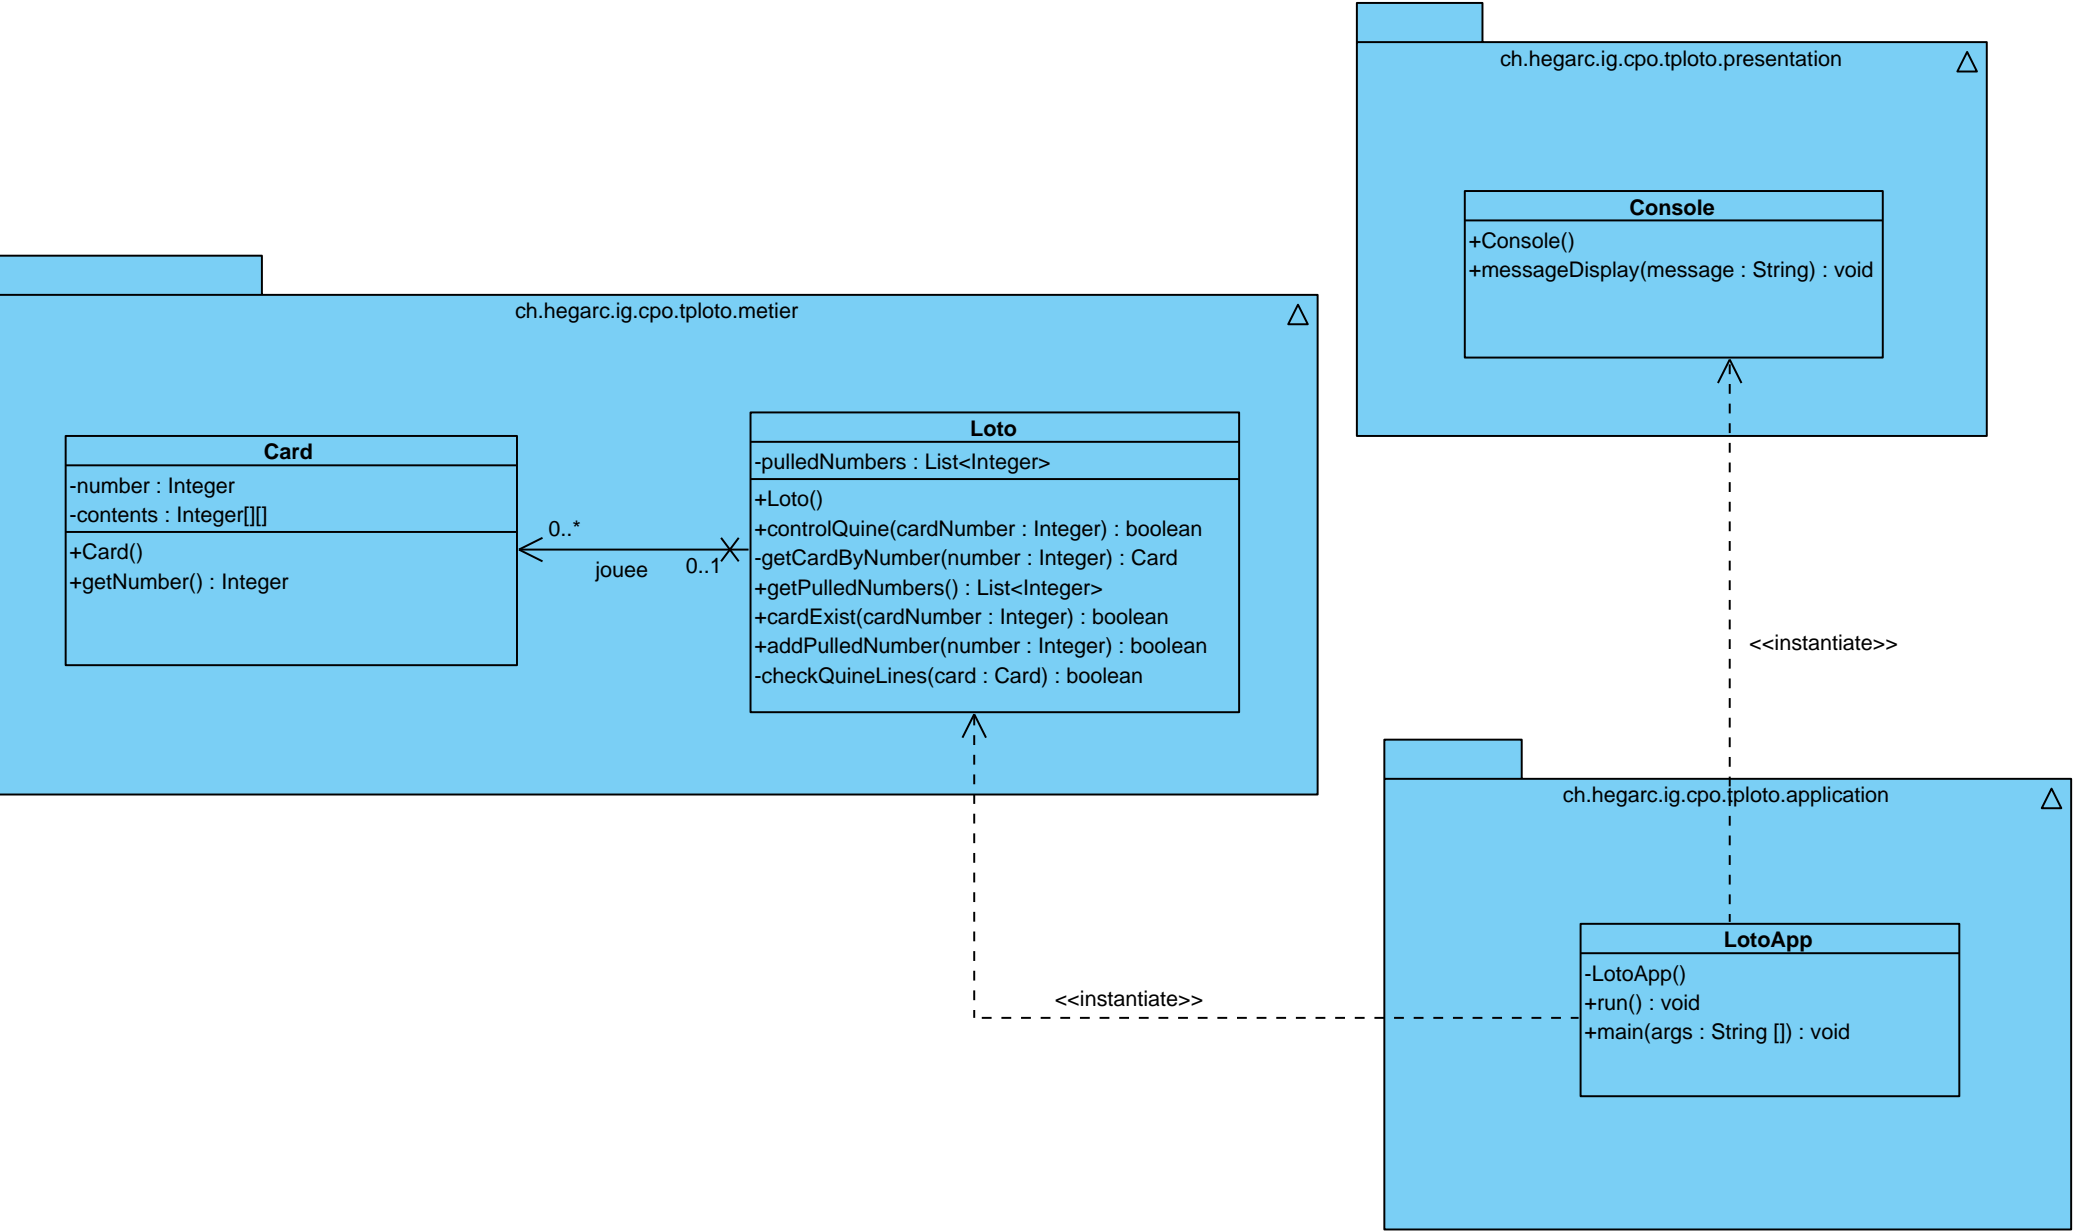 ch.hegarc.ig.cpo.tploto.presentation
Console
+Console()
+messageDisplay(message : String) : void
ch.hegarc.ig.cpo.tploto.metier
Card
-number : Integer
-contents : Integer[][]
+Card()
+getNumber() : Integer
0..*
jouee
0..1
Loto
-pulledNumbers : List<Integer>
+Loto()
+controlQuine(cardNumber : Integer) : boolean
-getCardByNumber(number : Integer) : Card
+getPulledNumbers() : List<Integer>
+cardExist(cardNumber : Integer) : boolean
+addPulledNumber(number : Integer) : boolean
-checkQuineLines(card : Card) : boolean
<<instantiate>>
ch.hegarc.ig.cpo.tploto.application
LotoApp
-LotoApp()
+run() : void
+main(args : String []) : void
<<instantiate>>